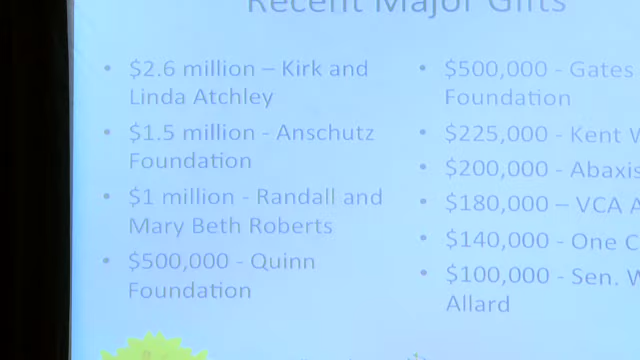 Recent Major Gifts
• $2.6 million – Kirk and
Linda Atchley
• $1.5 million - Anschutz
Foundation
• $1 million - Randall and
Mary Beth Roberts
• $500,000 - Quinn
Foundation
• $500,000 - Gates
Foundation
• $225,000 - Kent
• $200,000 - Abaxis
• $180,000 – VCA
• $140,000 - One
• $100,000 - Sen.
Allard